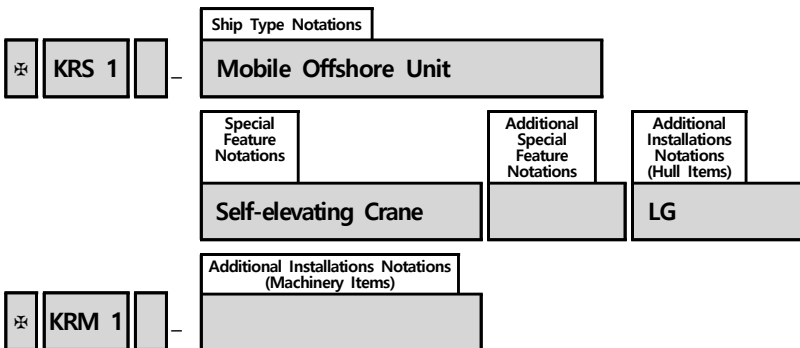 Ship Type Notations
✠ KRS 1 _ Mobile Offshore Unit
Special
Feature
Notations
Additional
Special
Feature
Notations
Additional
Installations
Notations
(Hull Items)
Self-elevating Crane
LG
Additional Installations Notations
(Machinery Items)
✠ KRM 1 _